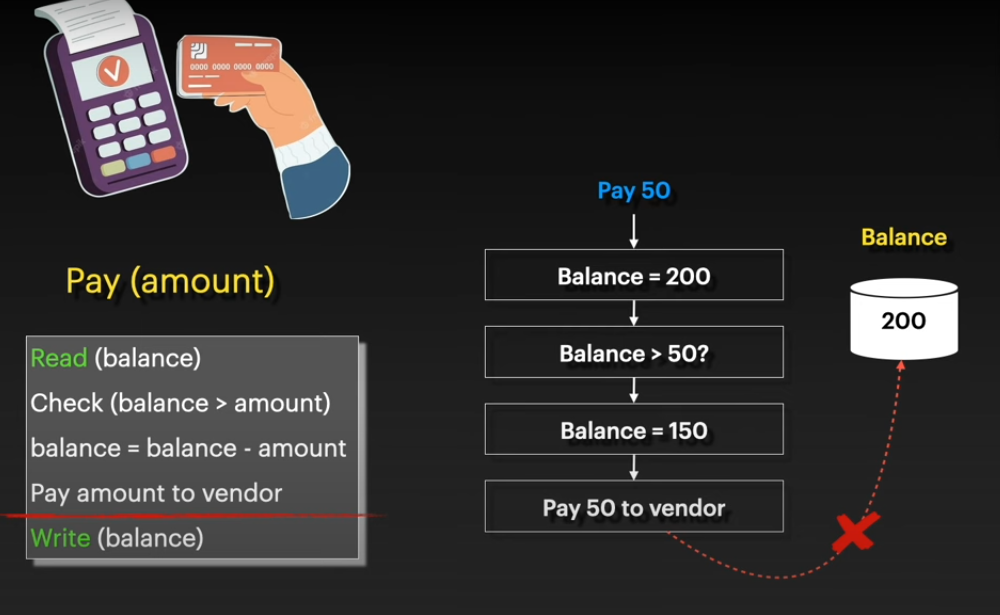 0000 0000 0000 0000
Pay (amount)
Read (balance)
Check (balance > amount)
balance = balance - amount
Pay amount to vendor
Write (balance)
Pay 50
Balance = 200
Balance > 50?
Balance = 150
Pay 50 to vendor
Balance
200